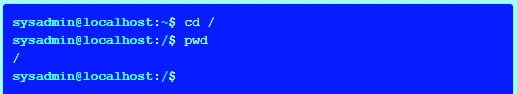 sysadmin@localhost:~$ cd /
sysadmin@localhost:/$ pwd
/
sysadmin@localhost:/$